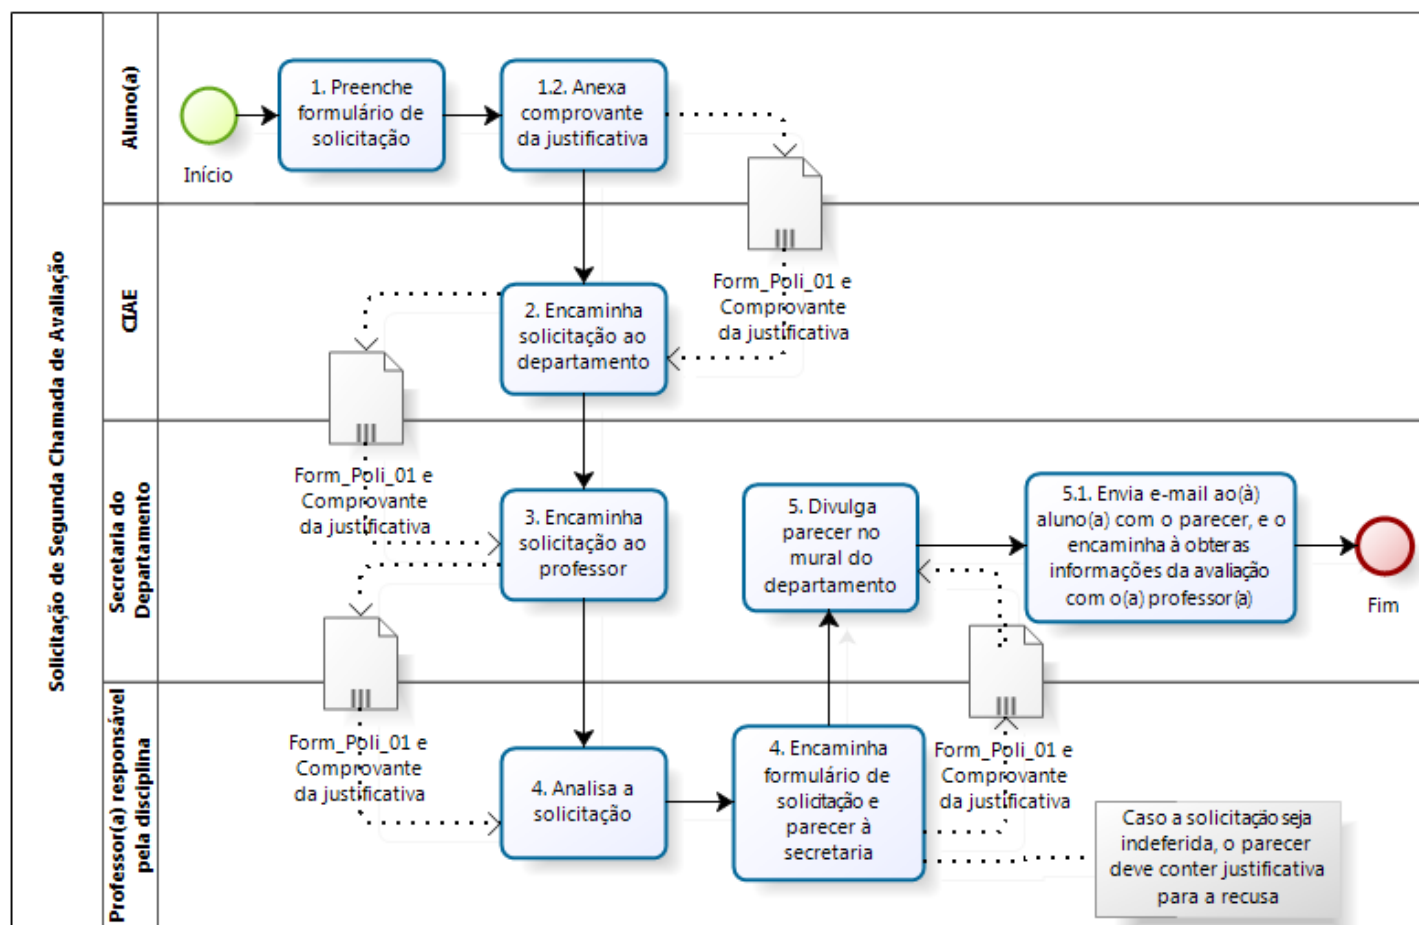 Solicitação de Segunda Chamada de Avaliação
Aluno(a)
Início
1. Preenche
formulário de
solicitação
1.2. Anexa
comprovante
da justificativa
Form_Poli_01 e
Comprovante
da justificativa
CIAE
2. Encaminha
solicitação ao
departamento
Form_Poli_01 e
Comprovante
da justificativa
Secretaria do
Departamento
3. Encaminha
solicitação ao
professor
5. Divulga
parecer no
mural do
departamento
5.1. Envia e-mail ao(à)
aluno(a) com o parecer, e o
encaminha à obteras
informações da avaliação
com o(a) professor(a)
Fim
Form_Poli_01 e
Comprovante
da justificativa
Professor(a) responsável
pela disciplina
4. Analisa a
solicitação
4. Encaminha
formulário de
solicitação e
parecer à
secretaria
Form_Poli_01 e
Comprovante
da justificativa
Caso a solicitação seja
indeferida, o parecer
deve conter justificativa
para a recusa